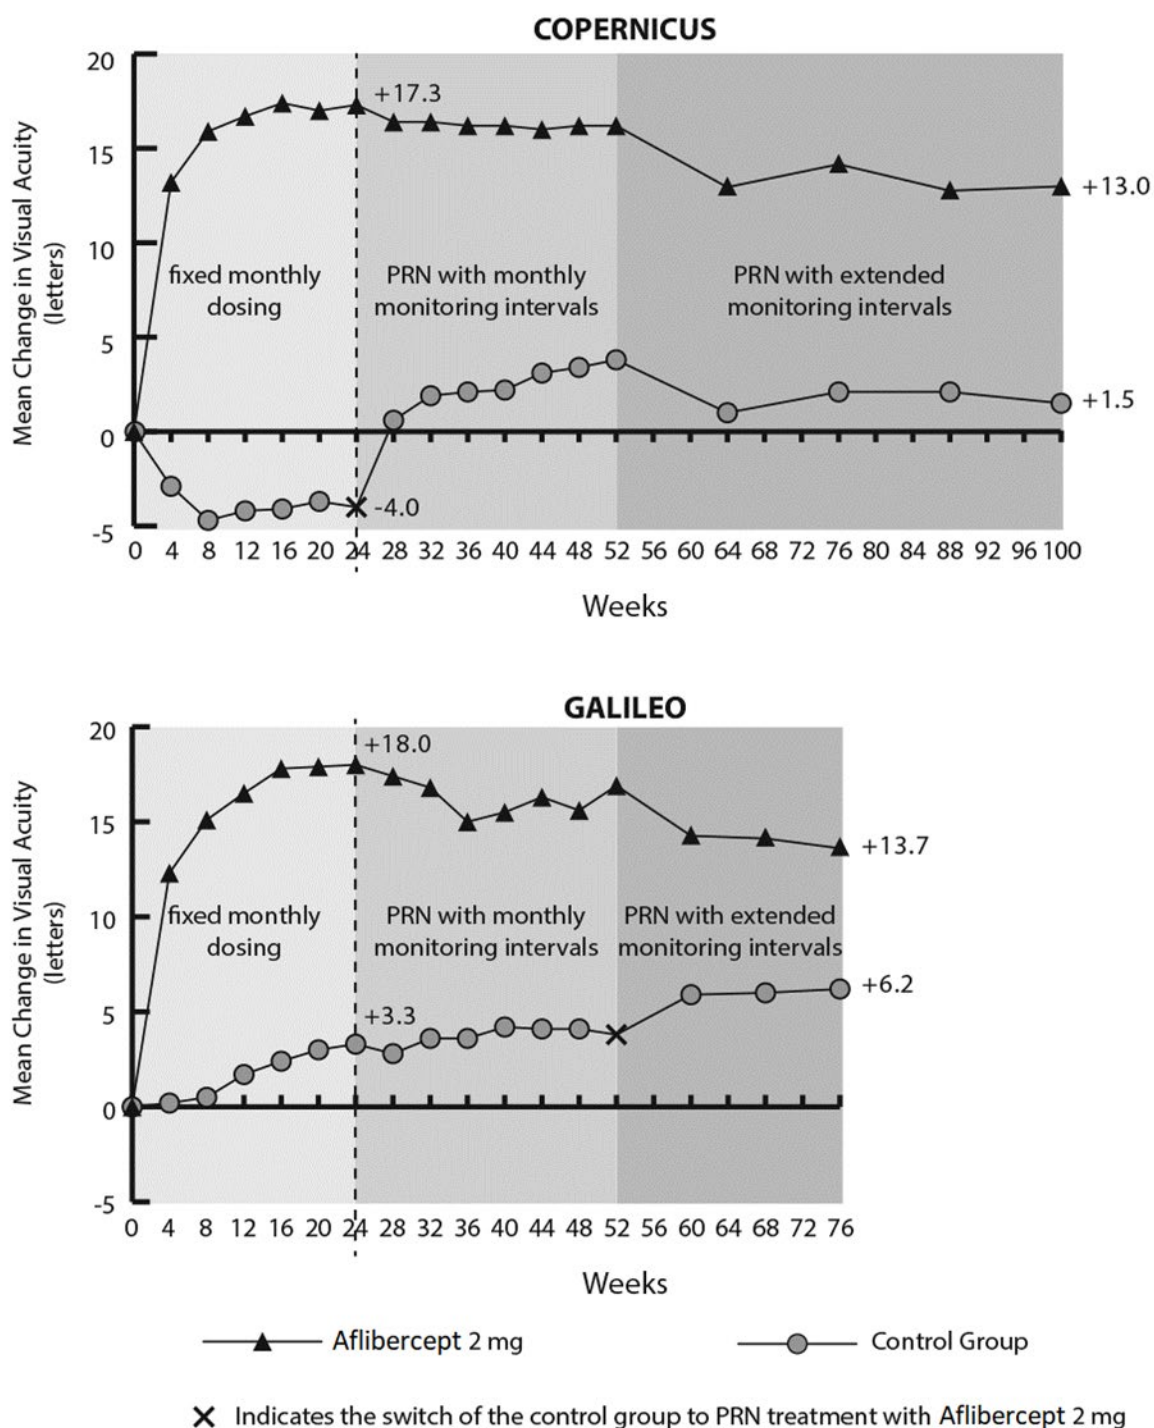 COPERNICUS
Mean Change in Visual Acuity
(letters)
20
15
10
5
0
-5
+17.3
+13.0
fixed monthly
dosing
PRN with monthly
monitoring intervals
PRN with extended
monitoring intervals
+1.5
-4.0
0 4 8 12 16 20 24 28 32 36 40 44 48 52 56 60 64 68 72 76 80 84 88 92 96 100
Weeks
GALILEO
Mean Change in Visual Acuity
(letters)
20
15
10
5
0
-5
+18.0
+13.7
fixed monthly
dosing
PRN with monthly
monitoring intervals
PRN with extended
monitoring intervals
+6.2
+3.3
0 4 8 12 16 20 24 28 32 36 40 44 48 52 56 60 64 68 72 76
Weeks
Aflibercept 2 mg
Control Group
Indicates the switch of the control group to PRN treatment with Aflibercept 2 mg